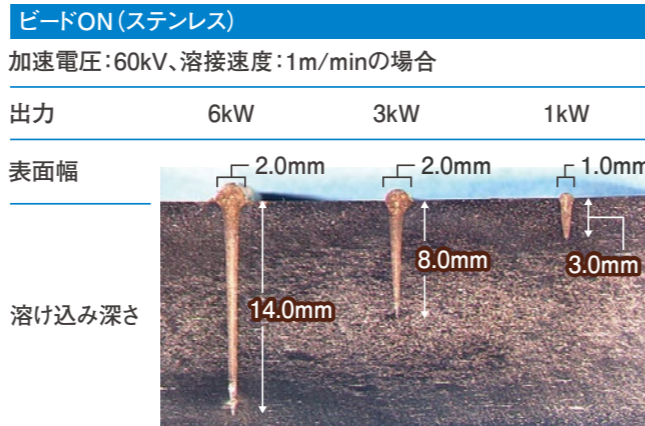 ビードON（ステンレス）
加速電圧：60kV、溶接速度：1m/minの場合
出力 6kW 3kW 1kW
表面幅 2.0mm 2.0mm 1.0mm
溶け込み深さ 14.0mm 8.0mm 3.0mm